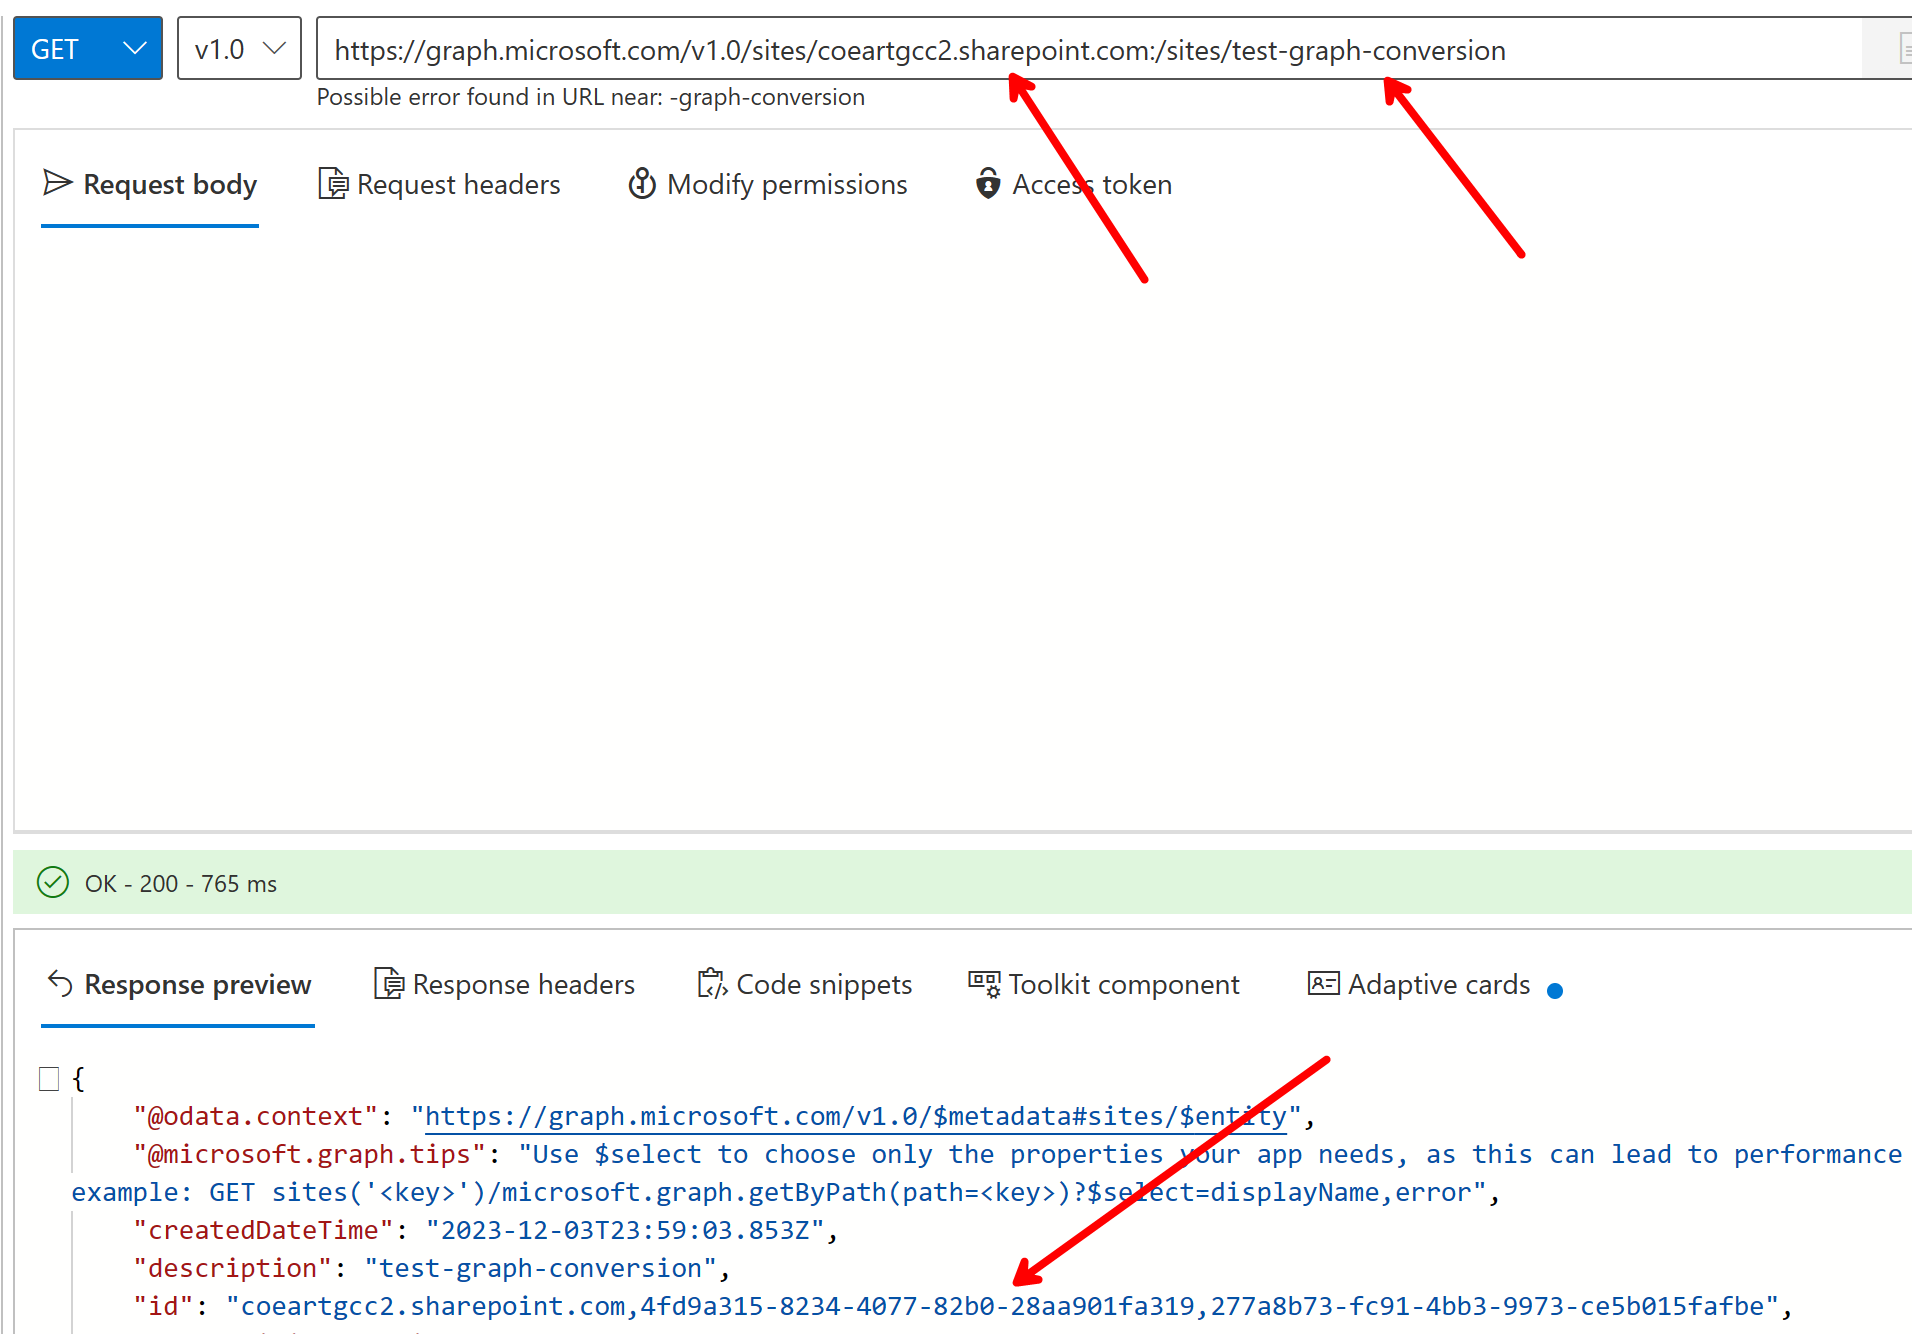 GET
v1.0
https://graph.microsoft.com/v1.0/sites/coeartgcc2.sharepoint.com:/sites/test-graph-conversion
Possible error found in URL near: -graph-conversion
Request body
Request headers
Modify permissions
Access token
OK - 200 - 765 ms
Response preview
Response headers
Code snippets
Toolkit component
Adaptive cards
{
"@odata.context": "https://graph.microsoft.com/v1.0/$metadata#sites/$entity",
"@microsoft.graph.tips": "Use $select to choose only the properties your app needs, as this can lead to performance
example: GET sites('<key>')/microsoft.graph.getByPath(path=<key>)?$select=displayName,error",
"createdDateTime": "2023-12-03T23:59:03.853Z",
"description": "test-graph-conversion",
"id": "coeartgcc2.sharepoint.com,4fd9a315-8234-4077-82b0-28aa901fa319,277a8b73-fc91-4bb3-9973-ce5b015fafbe",